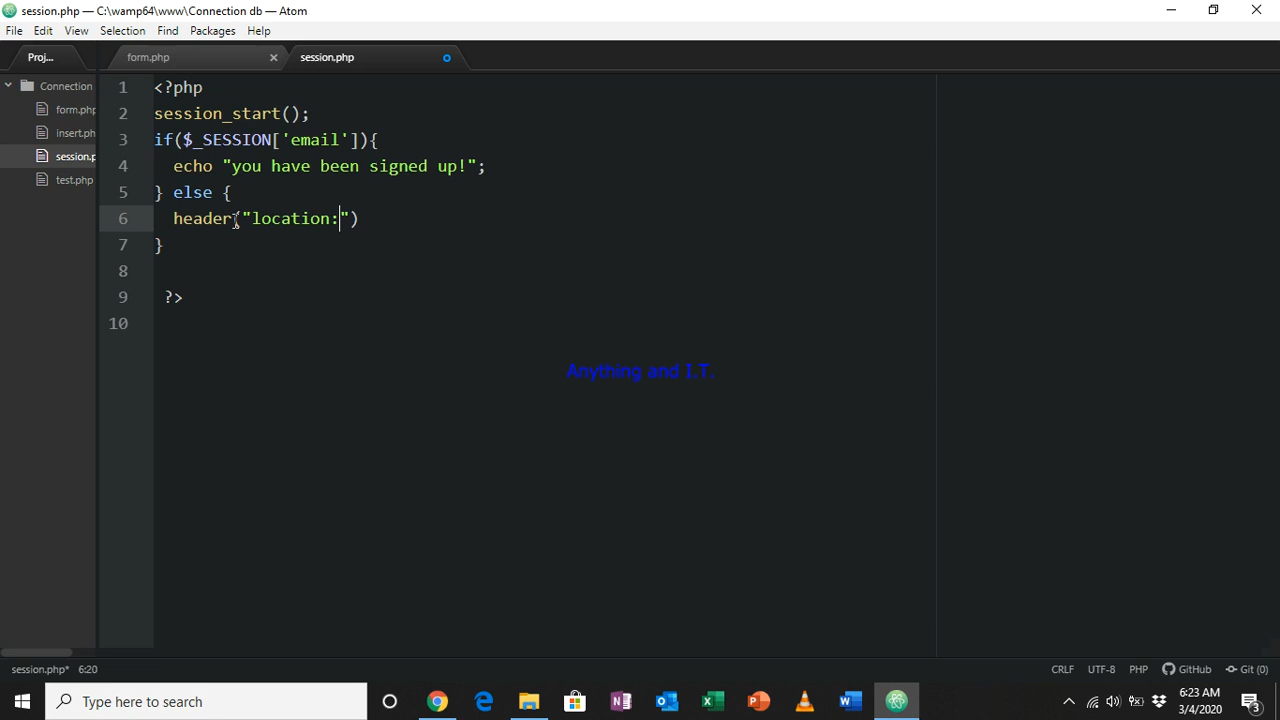 session.php — C:\wamp64\www\Connection db — Atom
File Edit View Selection Find Packages Help
Proj... form.php session.php
Connection
form.php
insert.ph
session.p
test.php
1 <?php
2 session_start();
3 if($_SESSION['email']){
4 echo "you have been signed up!";
5 } else {
6 header("location:")
7 }
8
9 ?>
10
Anything and I.T.
session.php* 6:20 CRLF UTF-8 PHP GitHub Git (0)
Type here to search
6:23 AM
3/4/2020
3